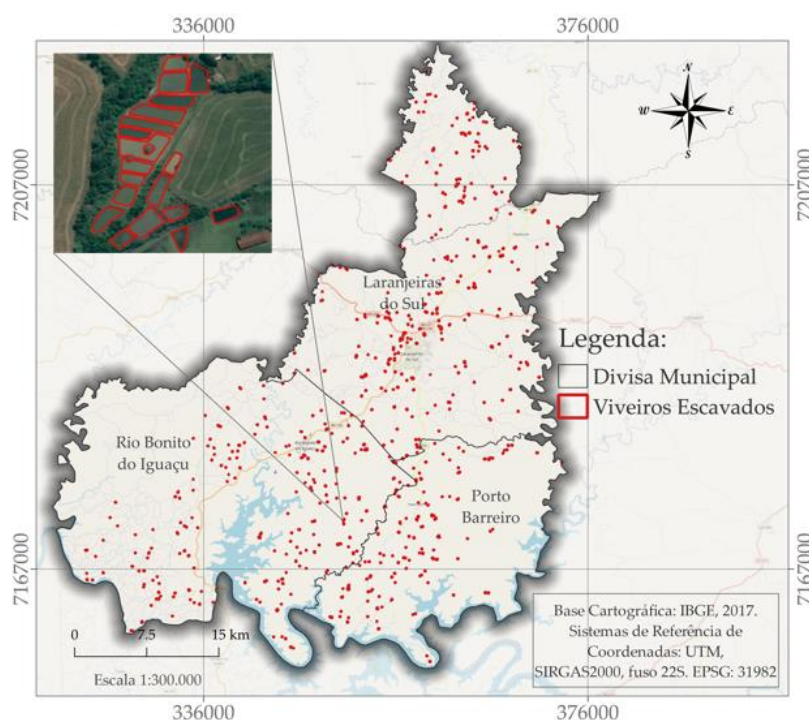 336000
376000
N
W
E
S
7207000
7207000
Laranjeiras
do Sul
Legenda:
Divisa Municipal
Viveiros Escavados
Rio Bonito
do Iguaçu
Porto
Barreiro
7167000
7167000
0 7.5 15 km
Escala 1:300.000
Base Cartográfica: IBGE, 2017.
Sistemas de Referência de
Coordenadas: UTM,
SIRGAS2000, fuso 22S. EPSG: 31982
336000
376000